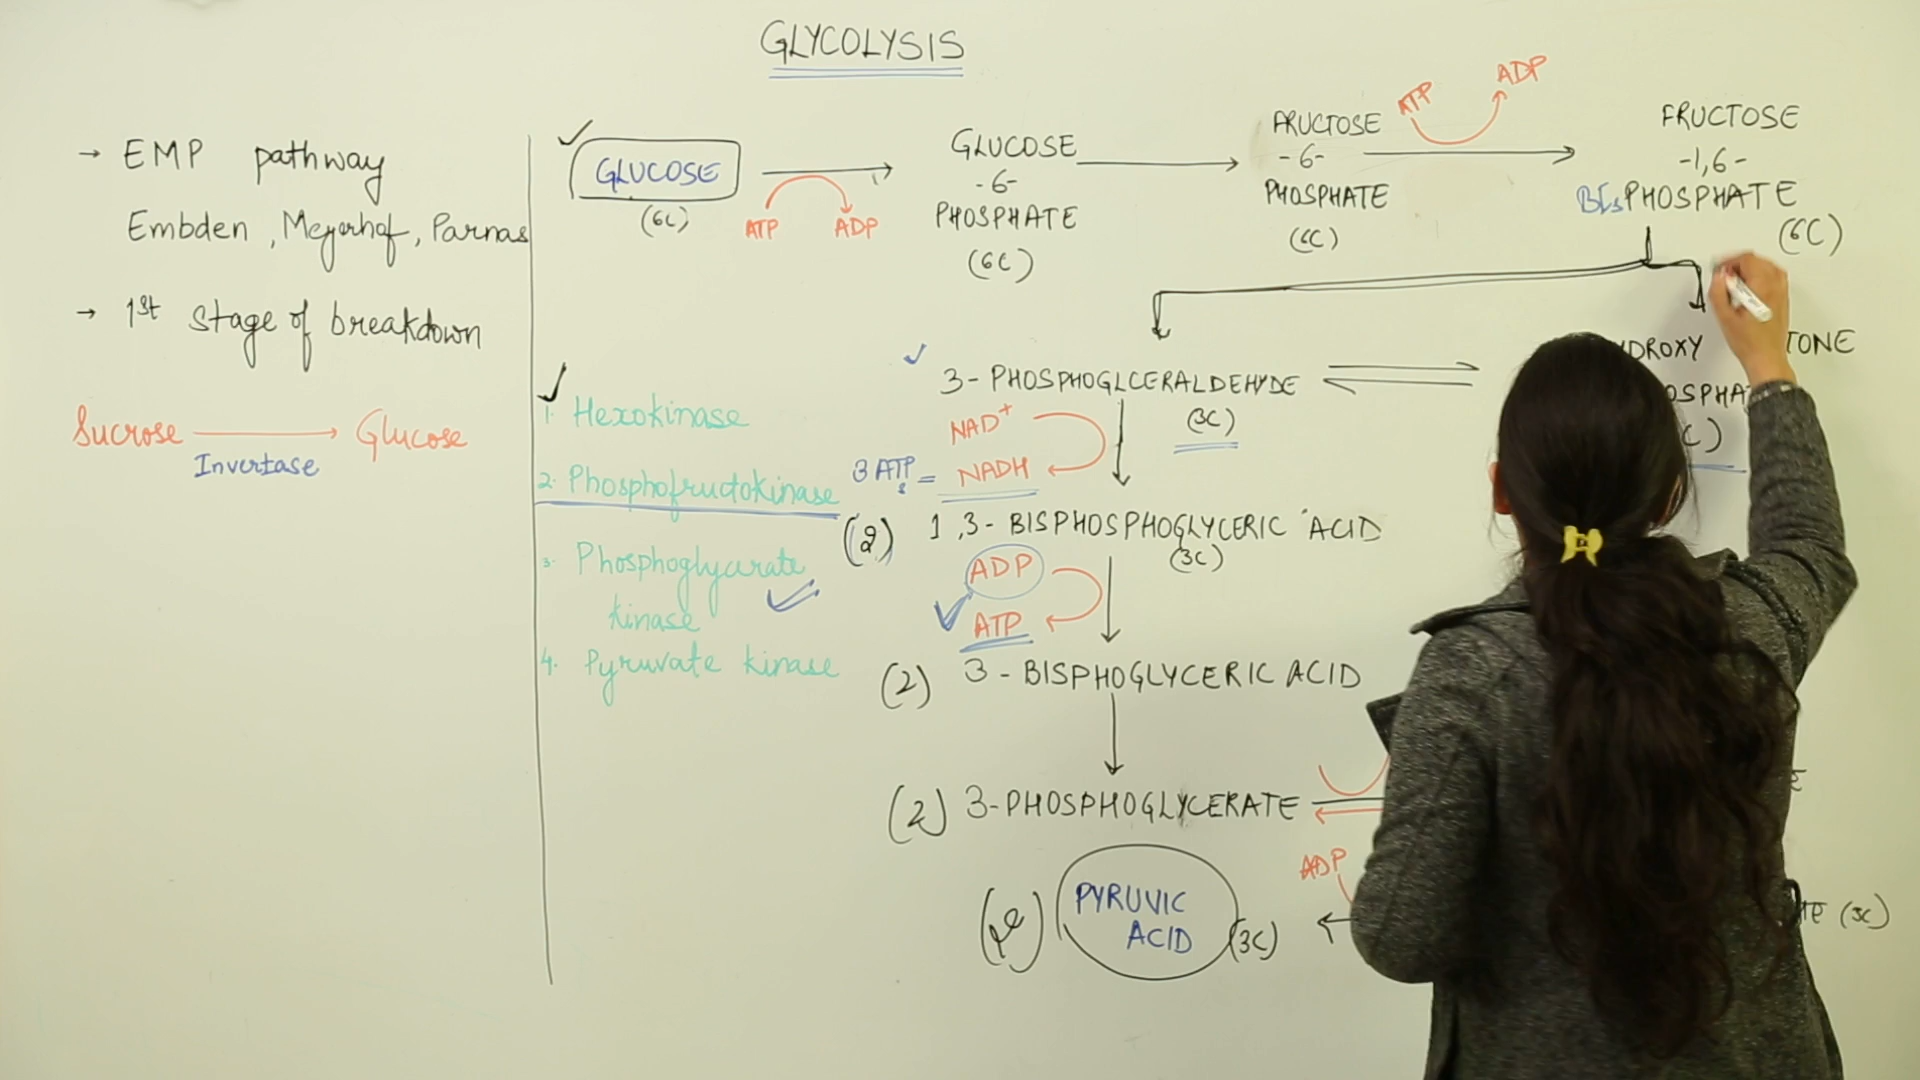 GLYCOLYSIS
→ EMP pathway
Embden, Meyerhof, Parnas
→ 1st stage of breakdown
Sucrose → Glucose
Invertase
GLUCOSE
(6C)
ATP ADP
GLUCOSE
-6-
PHOSPHATE
(6C)
FRUCTOSE
-6-
PHOSPHATE
(6C)
ATP ADP
FRUCTOSE
-1,6-
BIsPHOSPHATE
(6C)
1. Hexokinase
2. Phosphofructokinase
3. Phosphoglycerate
kinase
4. Pyruvate kinase
3-PHOSPHOGLCERALDEHYDE
(3C)
NAD+
3 ATP = NADH
(2) 1,3-BISPHOSPHOGLYCERIC ACID
(3C)
ADP
ATP
(2) 3-BISPHOGLYCERIC ACID
(2) 3-PHOSPHOGLYCERATE
ADP
PYRUVIC
ACID (3C)
(3C)